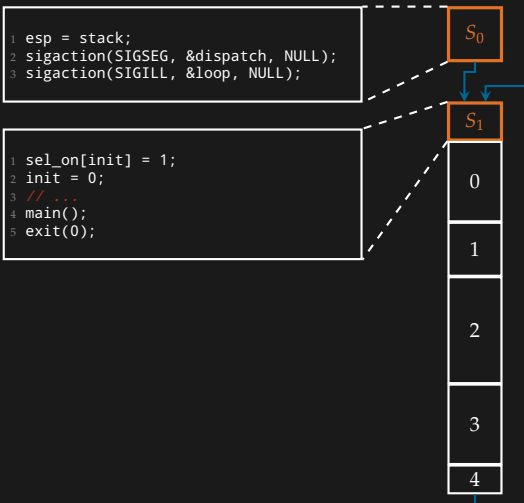 1 esp = stack;
2 sigaction(SIGSEG, &dispatch, NULL);
3 sigaction(SIGILL, &loop, NULL);
S0
S1
1 sel_on[init] = 1;
2 init = 0;
3 // ...
4 main();
5 exit(0);
0
1
2
3
4